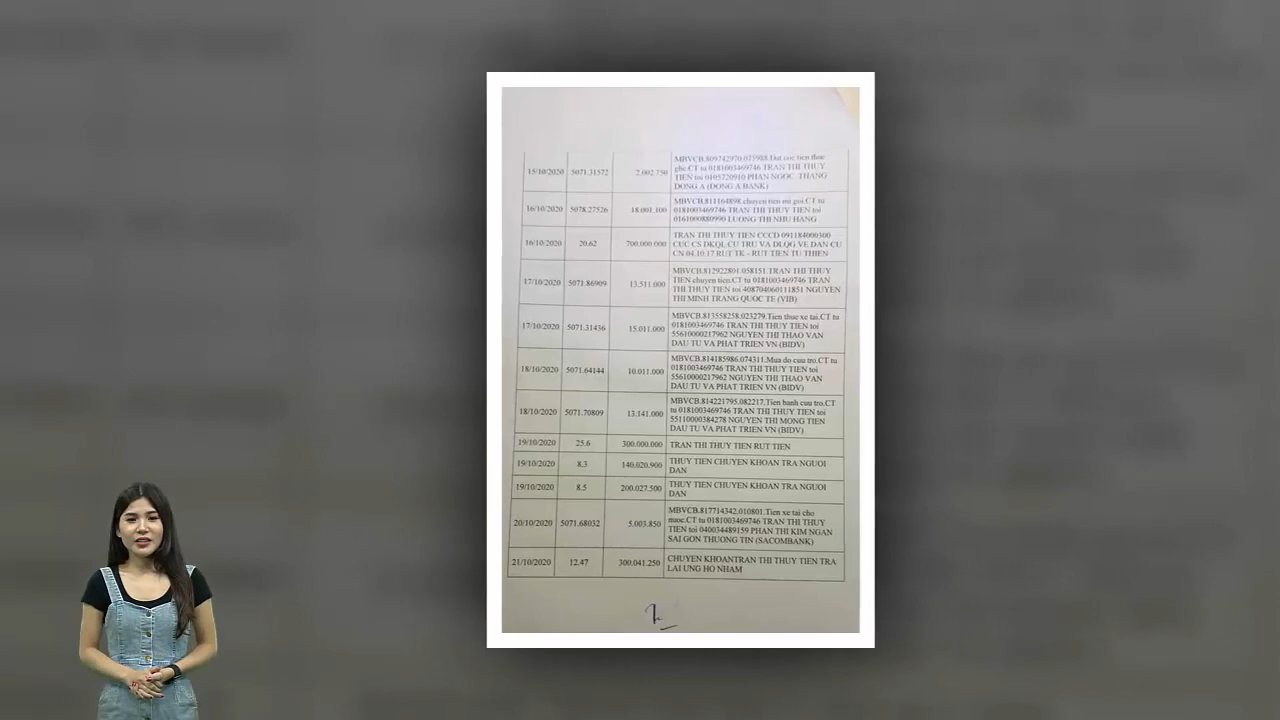 15/10/2020 5071.31572 2.002.750 MBVCB.809742970.075988.Dat coc tien thue
ghe.CT tu 0181003469746 TRAN THI THUY
TIEN toi 0105720910 PHAN NGOC THANG
DONG A (DONG A BANK)
16/10/2020 5078.27526 18.001.100 MBVCB.811164898.chuyen tien mi goi.CT tu
0181003469746 TRAN THI THUY TIEN toi
0161000880990 LUONG THI NHU HANG
16/10/2020 20.62 700.000.000 TRAN THI THUY TIEN CCCD 091184000300
CUC CS DKQL CU TRU VA DLQG VE DAN CU
CN 04.10.17 RUT TK - RUT TIEN TU THIEN
17/10/2020 5071.86909 13.511.000 MBVCB.812922801.058151.TRAN THI THUY
TIEN chuyen tien.CT tu 0181003469746 TRAN
THI THUY TIEN toi 408704060111851 NGUYEN
THI MINH TRANG QUOC TE (VIB)
17/10/2020 5071.31436 15.011.000 MBVCB.813558258.023279.Tien thue xe tai.CT tu
0181003469746 TRAN THI THUY TIEN toi
55610000217962 NGUYEN THI THAO VAN
DAU TU VA PHAT TRIEN VN (BIDV)
18/10/2020 5071.64144 10.011.000 MBVCB.814185986.074311.Mua do cuu tro.CT tu
0181003469746 TRAN THI THUY TIEN toi
55610000217962 NGUYEN THI THAO VAN
DAU TU VA PHAT TRIEN VN (BIDV)
18/10/2020 5071.70809 13.141.000 MBVCB.814221795.082217.Tien banh cuu tro.CT
tu 0181003469746 TRAN THI THUY TIEN toi
55110000384278 NGUYEN THI MONG TIEN
DAU TU VA PHAT TRIEN VN (BIDV)
19/10/2020 25.6 300.000.000 TRAN THI THUY TIEN RUT TIEN
19/10/2020 8.3 140.020.900 THUY TIEN CHUYEN KHOAN TRA NGUOI
DAN
19/10/2020 8.5 200.027.500 THUY TIEN CHUYEN KHOAN TRA NGUOI
DAN
20/10/2020 5071.68032 5.003.850 MBVCB.817714342.010801.Tien xe tai cho
nuoc.CT tu 0181003469746 TRAN THI THUY
TIEN toi 040034489159 PHAN THI KIM NGAN
SAI GON THUONG TIN (SACOMBANK)
21/10/2020 12.47 300.041.250 CHUYEN KHOANTRAN THI THUY TIEN TRA
LAI UNG HO NHAM